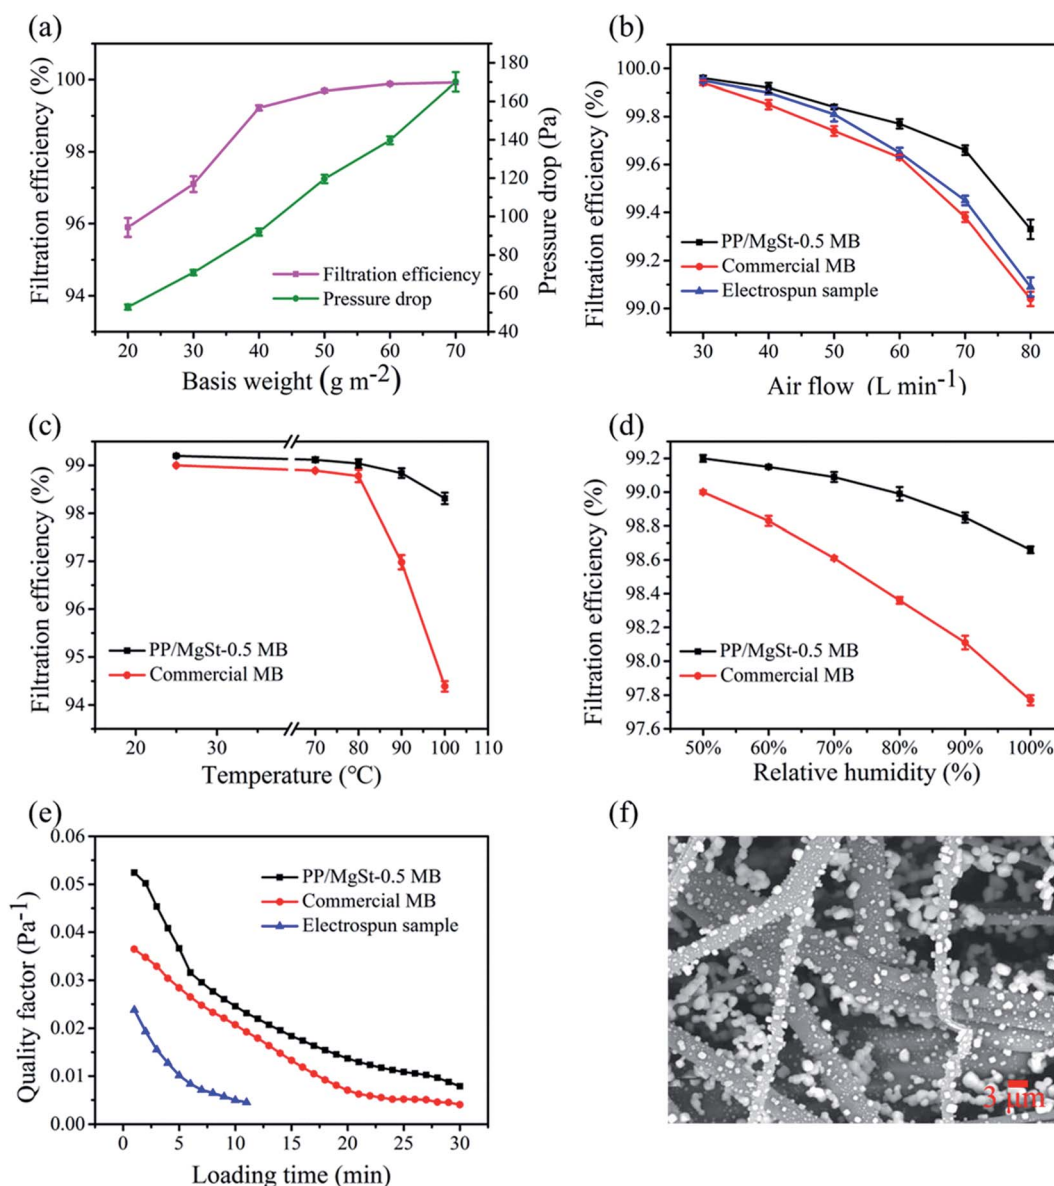 (a)
Filtration efficiency (%)
100
98
96
94
Pressure drop (Pa)
180
160
140
120
100
80
60
40
Filtration efficiency
Pressure drop
20 30 40 50 60 70
Basis weight (g m-2)
(b)
Filtration efficiency (%)
100.0
99.8
99.6
99.4
99.2
99.0
PP/MgSt-0.5 MB
Commercial MB
Electrospun sample
30 40 50 60 70 80
Air flow (L min-1)
(c)
Filtration efficiency (%)
99
98
97
96
95
94
PP/MgSt-0.5 MB
Commercial MB
20 30 70 80 90 100 110
Temperature (°C)
(d)
Filtration efficiency (%)
99.2
99.0
98.8
98.6
98.4
98.2
98.0
97.8
97.6
PP/MgSt-0.5 MB
Commercial MB
50% 60% 70% 80% 90% 100%
Relative humidity (%)
(e)
Quality factor (Pa-1)
0.06
0.05
0.04
0.03
0.02
0.01
0.00
PP/MgSt-0.5 MB
Commercial MB
Electrospun sample
0 5 10 15 20 25 30
Loading time (min)
(f)
3 μm